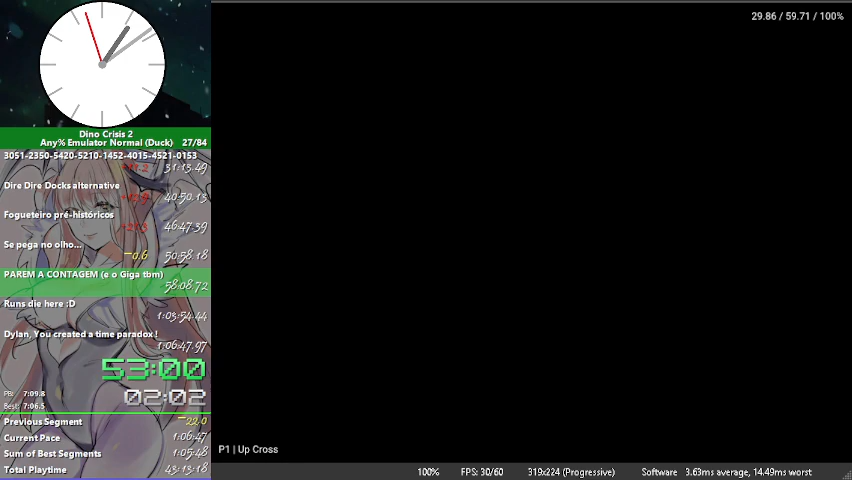 29.86 / 59.71 / 100%
Dino Crisis 2
Any% Emulator Normal (Duck) 27/84
3051-2350-5420-5210-1452-4015-4521-0153
31:13.49
Dire Dire Docks alternative
40:50.13
Fogueteiro pré-históricos
46:47.39
Se pega no olho...
−0.6 50:58.18
PAREM A CONTAGEM (e o Giga tbm)
58:08.72
Runs die here :D
1:03:54.44
Dylan, You created a time paradox !
1:06:47.97
53:00
PB: 7:09.8
02:02
Best: 7:06.5
Previous Segment −22.0
Current Pace 1:06:47
Sum of Best Segments 1:05:48
Total Playtime 43:13:18
P1 | Up Cross
100% FPS: 30/60 319x224 (Progressive) Software 3.63ms average, 14.49ms worst